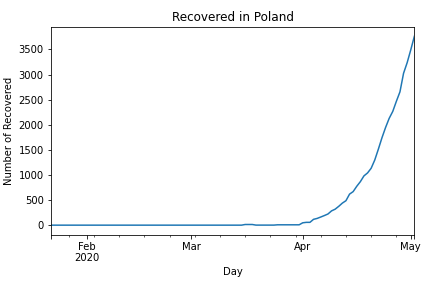 Recovered in Poland
Number of Recovered
3500
3000
2500
2000
1500
1000
500
0
Feb
2020
Mar
Apr
May
Day